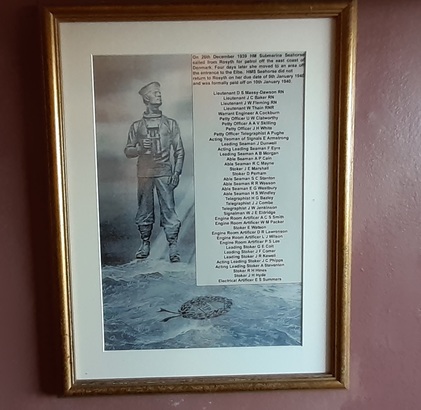 On 26th December 1939 HM Submarine Seahorse
sailed from Rosyth for patrol off the east coast of
Denmark. Four days later she moved to an area off
the entrance to the Elbe. HMS Seahorse did not
return to Rosyth on her due date of 9th January 1940
and was formally paid off on 16th January 1940
Lieutenant D S Massy-Dawson RN
Lieutenant J C Baker RN
Lieutenant J W Fleming RN
Lieutenant W Thain RNR
Warrant Engineer A Cockburn
Petty Officer U W Clatworthy
Petty Officer A A V Skilling
Petty Officer J H White
Petty Officer Telegraphist A Pughe
Acting Yeoman of Signals E Armstrong
Leading Seaman J Dunwell
Acting Leading Seaman F Eyre
Leading Seaman A B Morgan
Able Seaman A P Cain
Able Seaman R C Mayne
Stoker J E Marshall
Stoker D Parham
Able Seaman S C Stardon
Able Seaman R R Weason
Able Seaman E G Westbury
Able Seaman H S Windley
Telegraphist H G Bagley
Telegraphist J J Combe
Telegraphist J W Jenkinson
Signalman W J E Eldridge
Engine Room Artificer A C S Smith
Engine Room Artificer W M Packer
Stoker E Watson
Engine Room Artificer D R Lawrenson
Engine Room Artificer L J Wilson
Engine Room Artificer P S Lee
Leading Stoker G E Colt
Leading Stoker J F Comer
Leading Stoker J R Kewell
Acting Leading Stoker J C Phipps
Acting Leading Stoker A Stevenson
Stoker R H Hines
Stoker J H Hyde
Electrical Artificer E S Summers